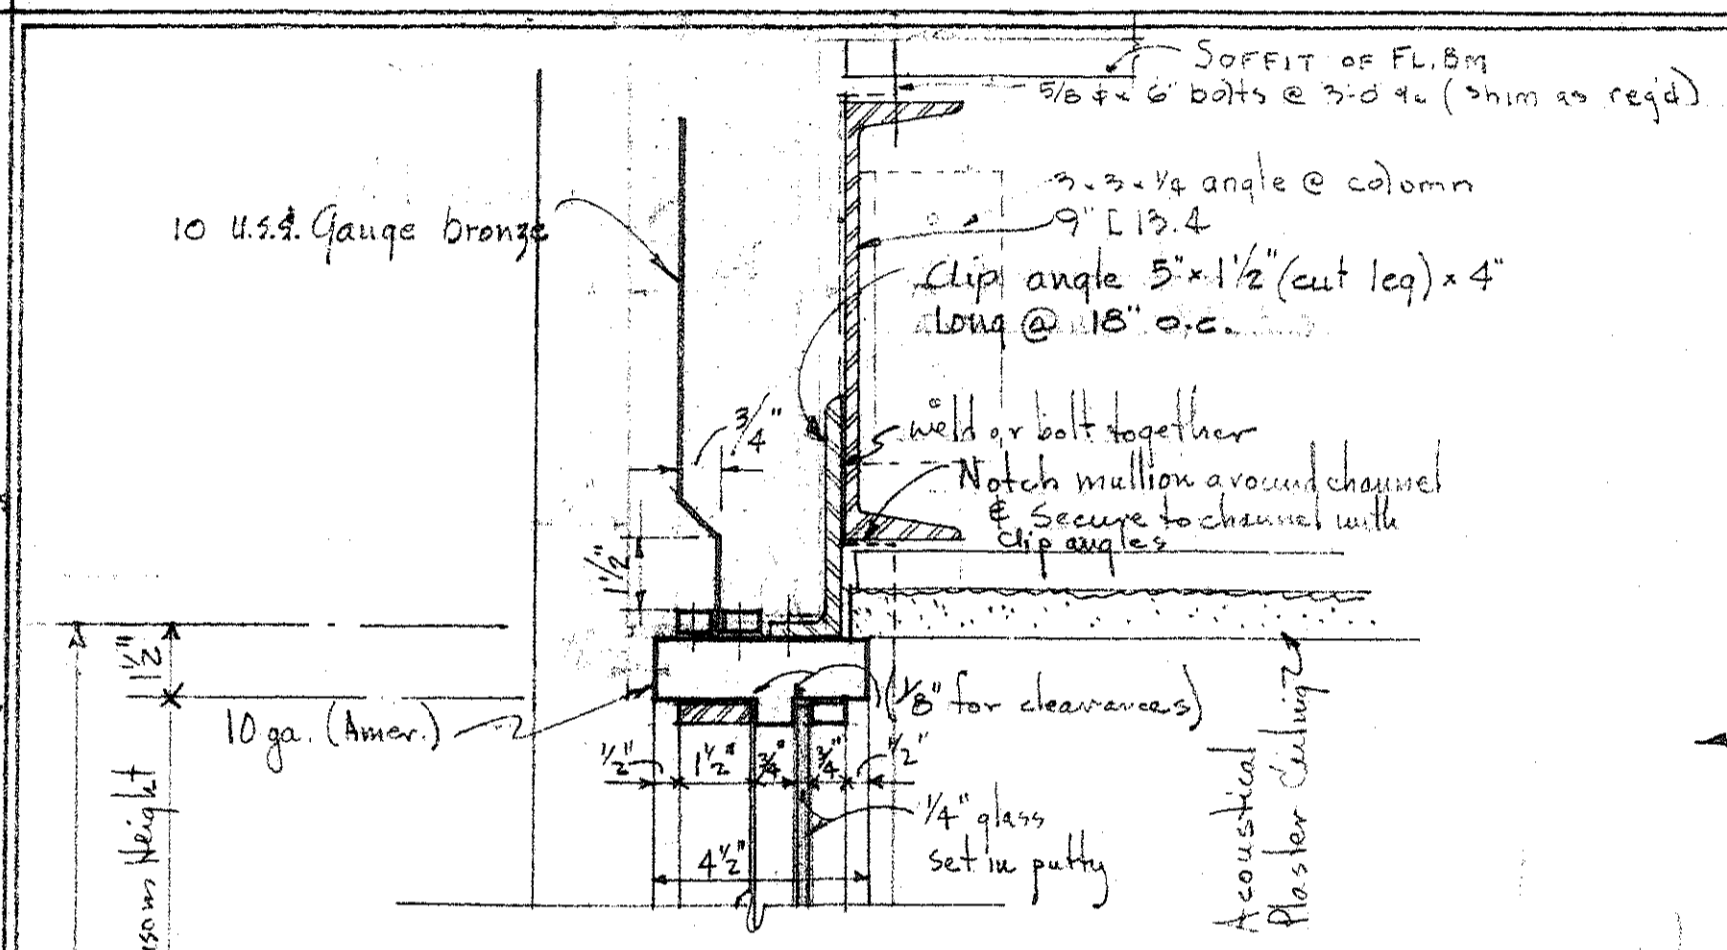 SOFFIT OF FL. BM
5/8 φ x 6" bolts @ 3-0 %c (shim as req'd)
3 x 3 x 1/4 angle @ colomn
9" [ 13.4
10 U.S.S. Gauge bronze
Clip angle 5" x 1 1/2" (cut leg) x 4"
Long @ 18" o.c.
3/4"
weld or bolt together
Notch mullion around channel
& Secure to channel with
Clip angles
1 1/2"
1 1/2"
(1/8" for clearances)
10 ga. (Amer.)
1/2" 1 1/2" 3/4" 3/4" 1/2"
1/4" glass
set in putty
4 1/2"
Height
Acoustical
Plaster Ceiling